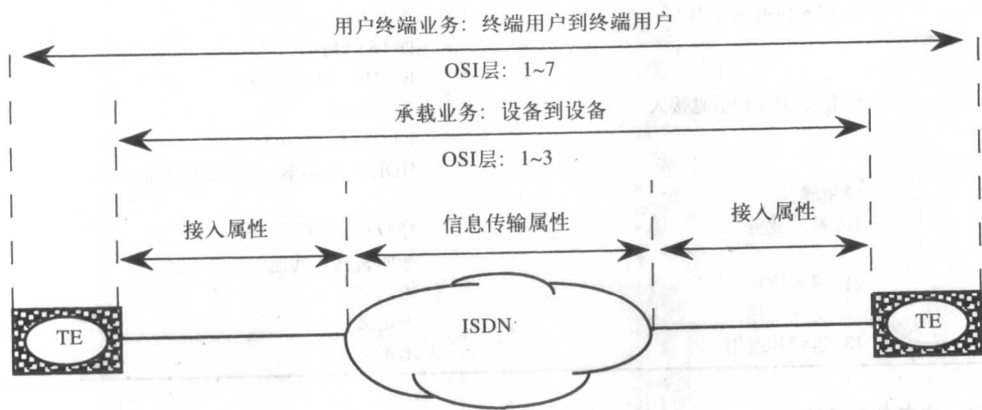 用户终端业务：终端用户到终端用户
OSI层：1~7
承载业务：设备到设备
OSI层：1~3
接入属性
信息传输属性
接入属性
TE
ISDN
TE